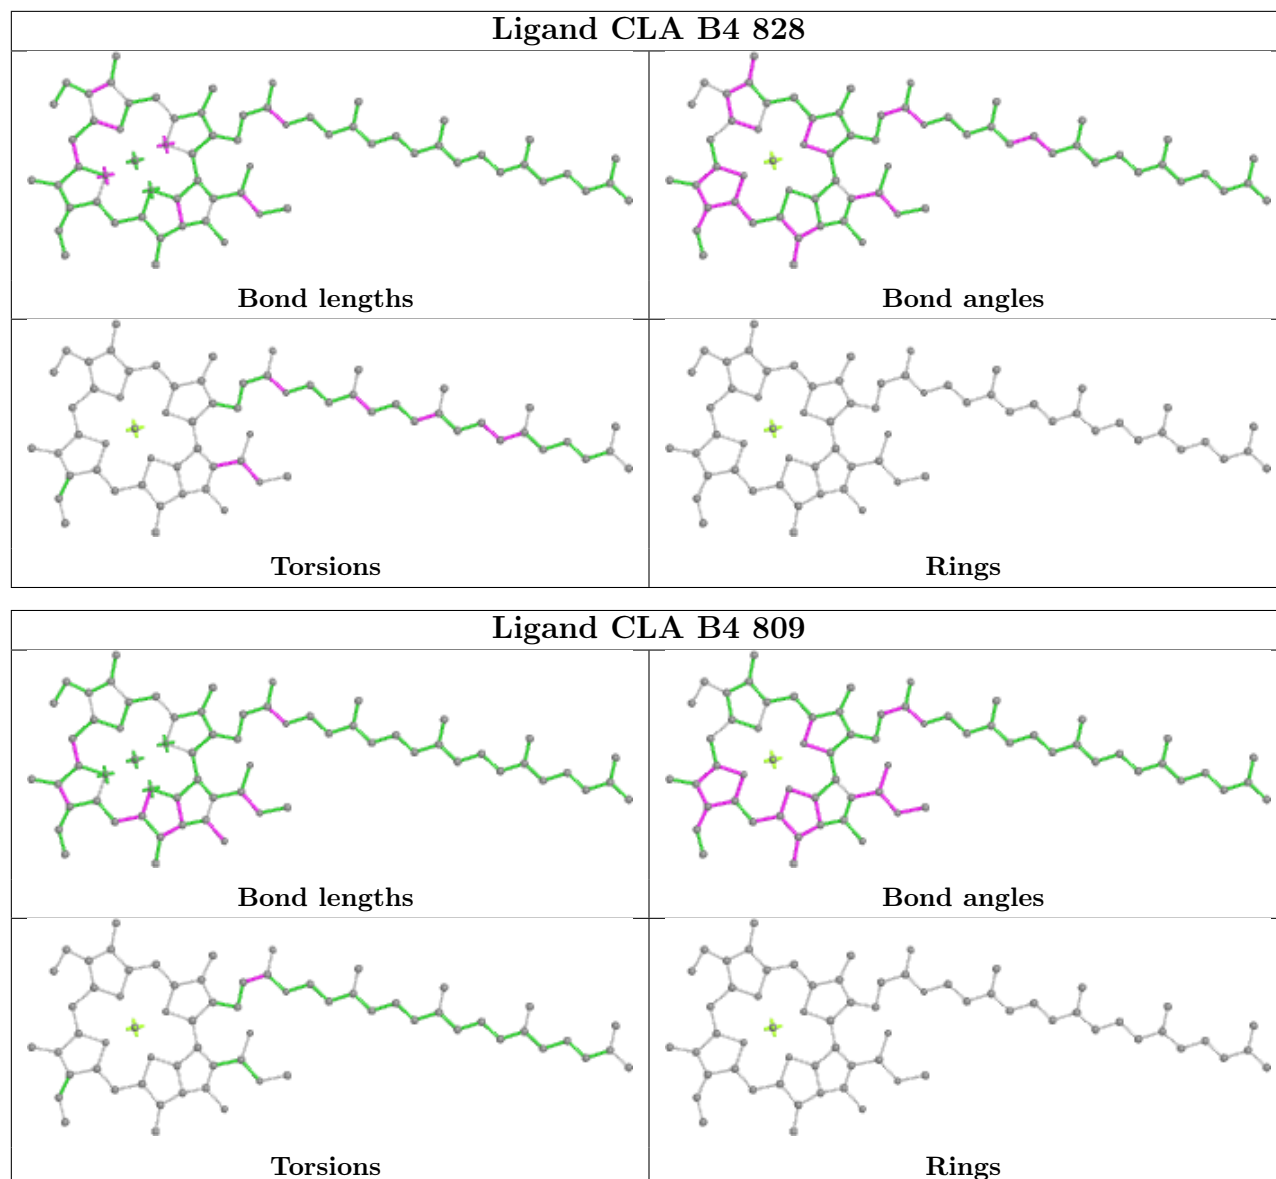 Ligand CLA B4 828
Bond lengths
Bond angles
Torsions
Rings
Ligand CLA B4 809
Bond lengths
Bond angles
Torsions
Rings